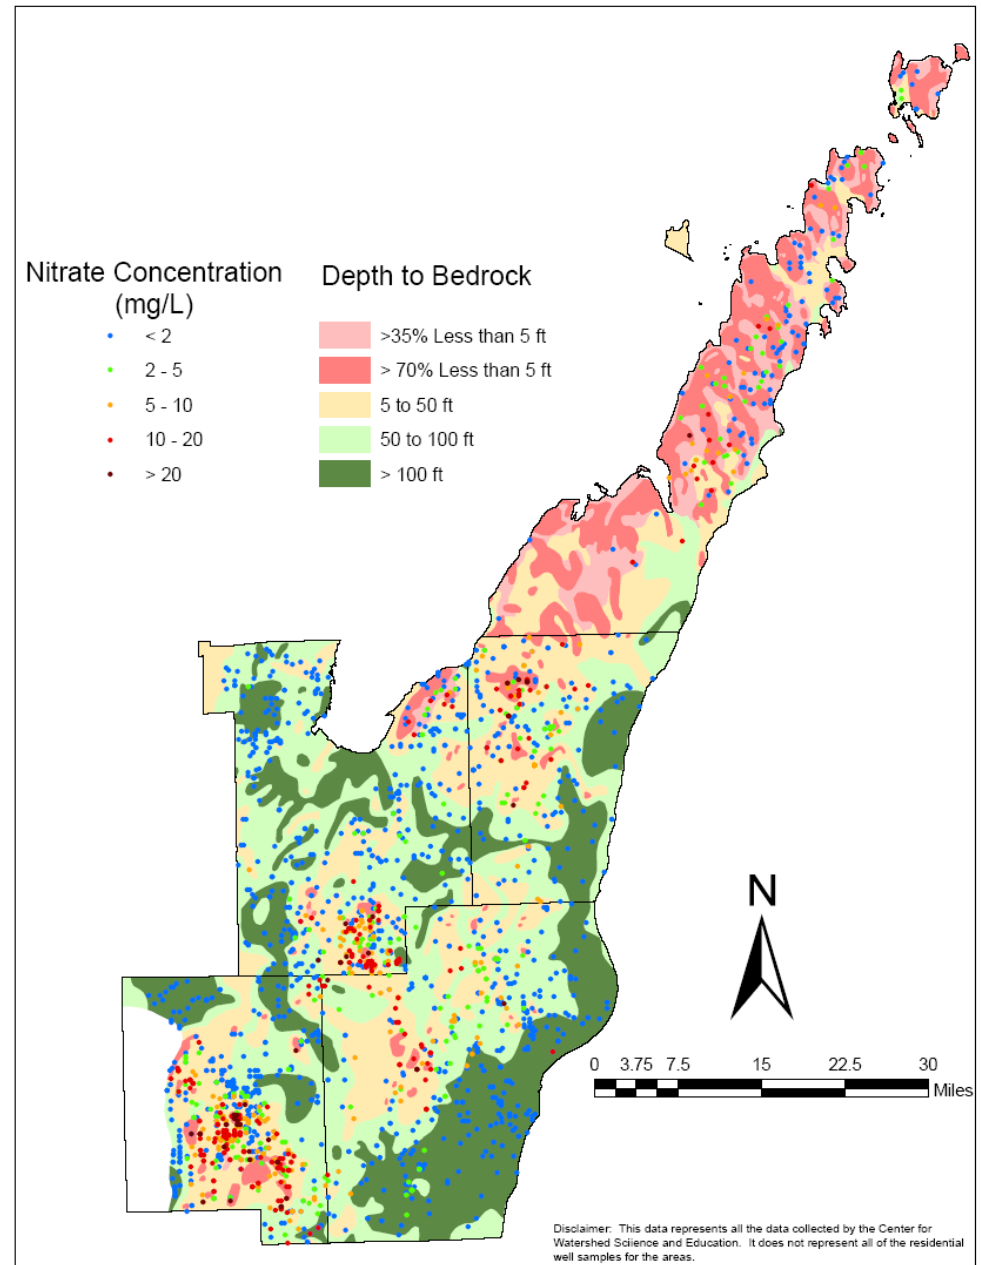 Nitrate Concentration
(mg/L)
< 2
2 - 5
5 - 10
10 - 20
> 20
Depth to Bedrock
>35% Less than 5 ft
> 70% Less than 5 ft
5 to 50 ft
50 to 100 ft
> 100 ft
N
0 3.75 7.5 15 22.5 30
Miles
Disclaimer: This data represents all the data collected by the Center for
Watershed Sciience and Education. It does not represent all of the residential
well samples for the areas.